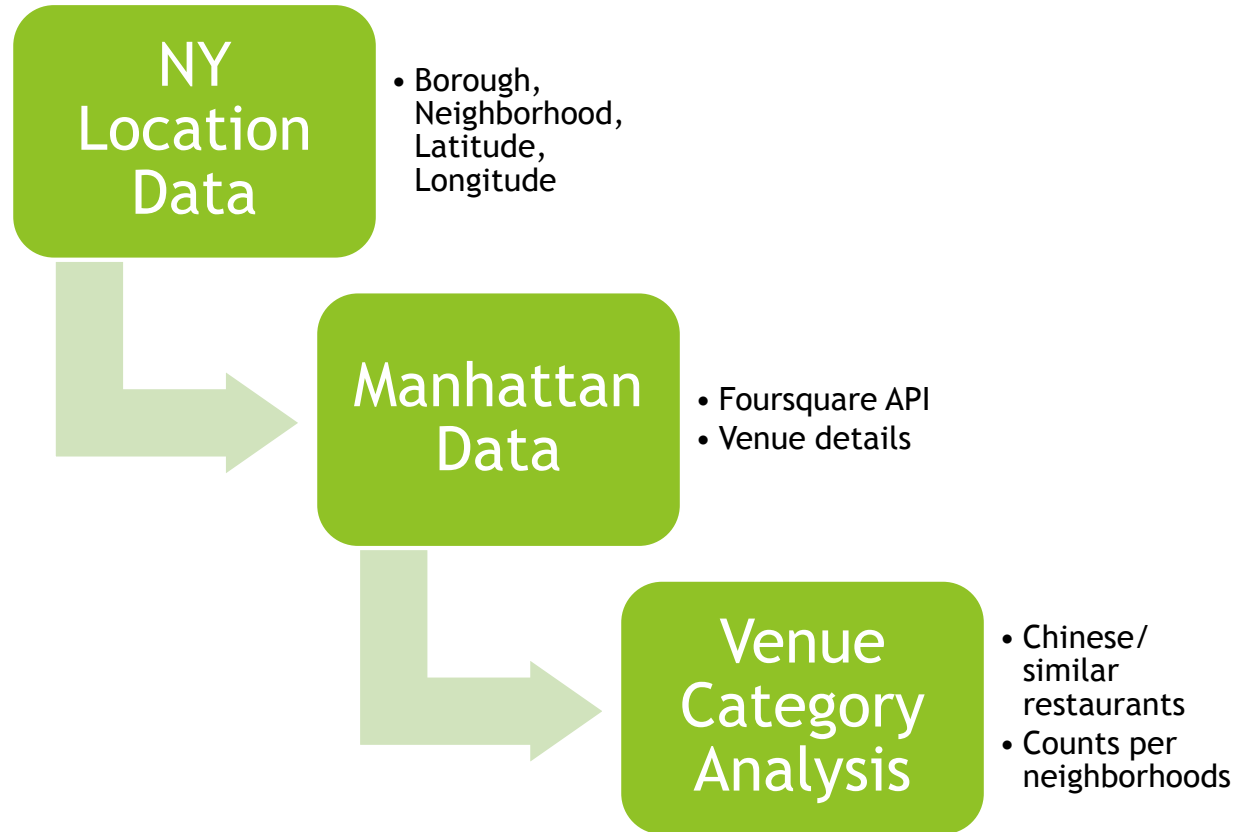 NY
Location
Data
• Borough,
Neighborhood,
Latitude,
Longitude
Manhattan
Data
• Foursquare API
• Venue details
Venue
Category
Analysis
• Chinese/
similar
restaurants
• Counts per
neighborhoods